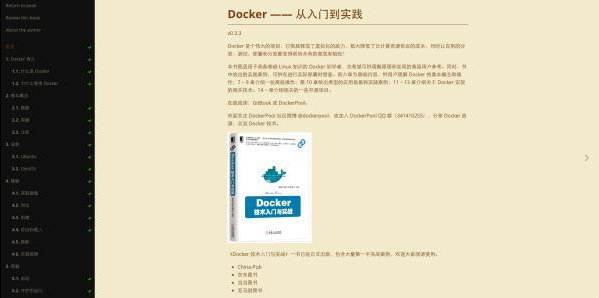 Return to book
Review this book
About the author
前言
1. Docker 简介
1.1. 什么是 Docker
1.2. 为什么要用 Docker
2. 基本概念
2.1. 镜像
2.2. 容器
2.3. 仓库
3. 安装
3.1. Ubuntu
3.2. CentOS
4. 镜像
4.1. 获取镜像
4.2. 列出
4.3. 创建
4.4. 存出和载入
4.5. 移除
4.6. 实现原理
5. 容器
5.1. 启动
5.2. 守护态运行
Docker —— 从入门到实践
v0.3.3
Docker 是个伟大的项目，它彻底释放了虚拟化的威力，极大降低了云计算资源供应的成本，同时让应用的分
发、测试、部署和分发都变得前所未有的高效和轻松！
本书既适用于具备基础 Linux 知识的 Docker 初学者，也希望可供理解原理和实现的高级用户参考。同时，书
中给出的实践案例，可供在进行实际部署时借鉴。前六章为基础内容，供用户理解 Docker 的基本概念和操
作；7 ~ 9 章介绍一些高级操作；第 10 章给出典型的应用场景和实践案例；11 ~ 13 章介绍关于 Docker 实现
的相关技术。14 ~ 章介绍相关的一些开源项目。
在线阅读：GitBook 或 DockerPool。
欢迎关注 DockerPool 社区微博 @dockerpool，或加入 DockerPool QQ 群（341410255），分享 Docker 资
源，交流 Docker 技术。
Docker
技术入门与实战
《Docker 技术入门与实战》一书已经正式出版，包含大量第一手实战案例，欢迎大家阅读使用。
China-Pub
京东图书
当当图书
亚马逊图书